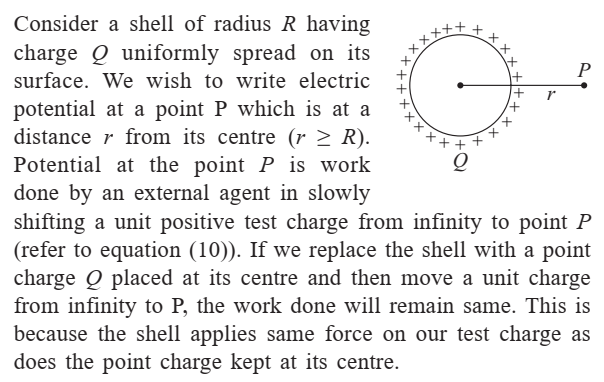 Consider a shell of radius R having
charge Q uniformly spread on its
surface. We wish to write electric
potential at a point P which is at a
distance r from its centre (r ≥ R).
Potential at the point P is work
done by an external agent in slowly
shifting a unit positive test charge from infinity to point P
(refer to equation (10)). If we replace the shell with a point
charge Q placed at its centre and then move a unit charge
from infinity to P, the work done will remain same. This is
because the shell applies same force on our test charge as
does the point charge kept at its centre.
P
r
Q